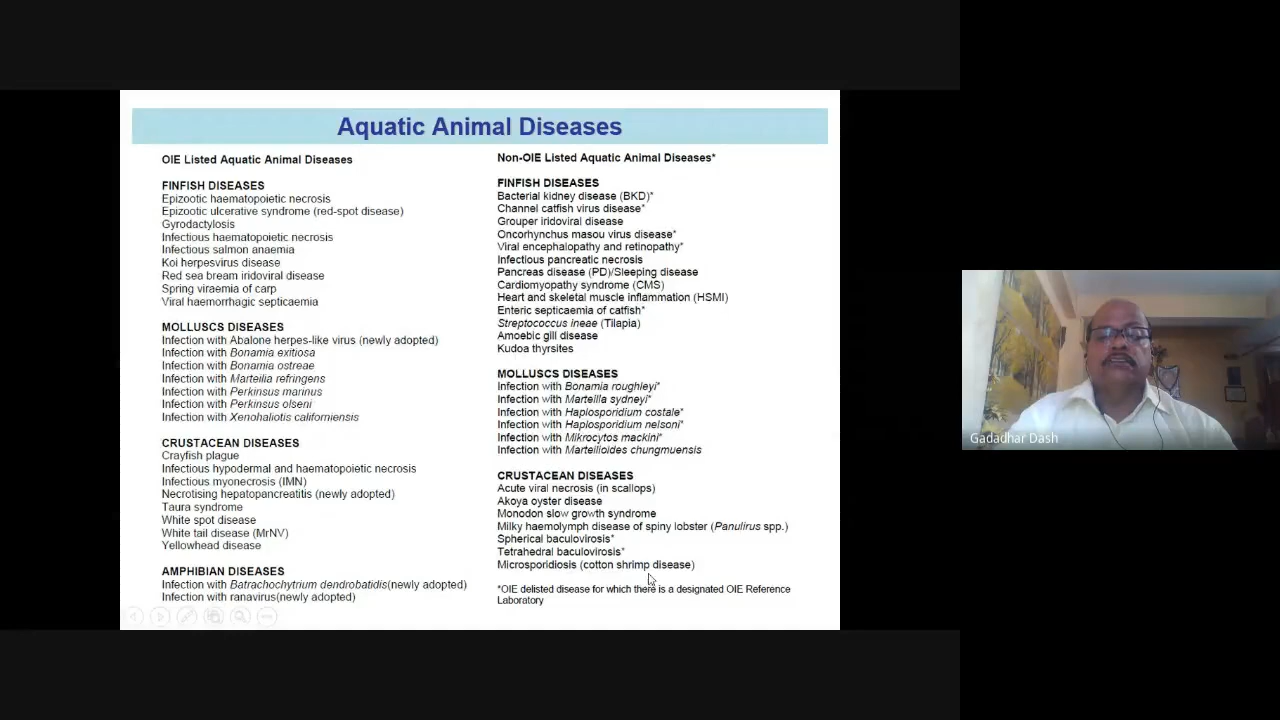 Aquatic Animal Diseases
OIE Listed Aquatic Animal Diseases
FINFISH DISEASES
Epizootic haematopoietic necrosis
Epizootic ulcerative syndrome (red-spot disease)
Gyrodactylosis
Infectious haematopoietic necrosis
Infectious salmon anaemia
Koi herpesvirus disease
Red sea bream iridoviral disease
Spring viraemia of carp
Viral haemorrhagic septicaemia
MOLLUSCS DISEASES
Infection with Abalone herpes-like virus (newly adopted)
Infection with Bonamia exitiosa
Infection with Bonamia ostreae
Infection with Marteilia refringens
Infection with Perkinsus marinus
Infection with Perkinsus olseni
Infection with Xenohaliotis californiensis
CRUSTACEAN DISEASES
Crayfish plague
Infectious hypodermal and haematopoietic necrosis
Infectious myonecrosis (IMN)
Necrotising hepatopancreatitis (newly adopted)
Taura syndrome
White spot disease
White tail disease (MrNV)
Yellowhead disease
AMPHIBIAN DISEASES
Infection with Batrachochytrium dendrobatidis(newly adopted)
Infection with ranavirus(newly adopted)
Non-OIE Listed Aquatic Animal Diseases*
FINFISH DISEASES
Bacterial kidney disease (BKD)*
Channel catfish virus disease*
Grouper iridoviral disease
Oncorhynchus masou virus disease*
Viral encephalopathy and retinopathy*
Infectious pancreatic necrosis
Pancreas disease (PD)/Sleeping disease
Cardiomyopathy syndrome (CMS)
Heart and skeletal muscle inflammation (HSMI)
Enteric septicaemia of catfish*
Streptococcus ineae (Tilapia)
Amoebic gill disease
Kudoa thyrsites
MOLLUSCS DISEASES
Infection with Bonamia roughleyi*
Infection with Marteilla sydneyi*
Infection with Haplosporidium costale*
Infection with Haplosporidium nelsoni*
Infection with Mikrocytos mackini*
Infection with Marteilioides chungmuensis
CRUSTACEAN DISEASES
Acute viral necrosis (in scallops)
Akoya oyster disease
Monodon slow growth syndrome
Milky haemolymph disease of spiny lobster (Panulirus spp.)
Spherical baculovirosis*
Tetrahedral baculovirosis*
Microsporidiosis (cotton shrimp disease)
*OIE delisted disease for which there is a designated OIE Reference
Laboratory
Gadadhar Dash